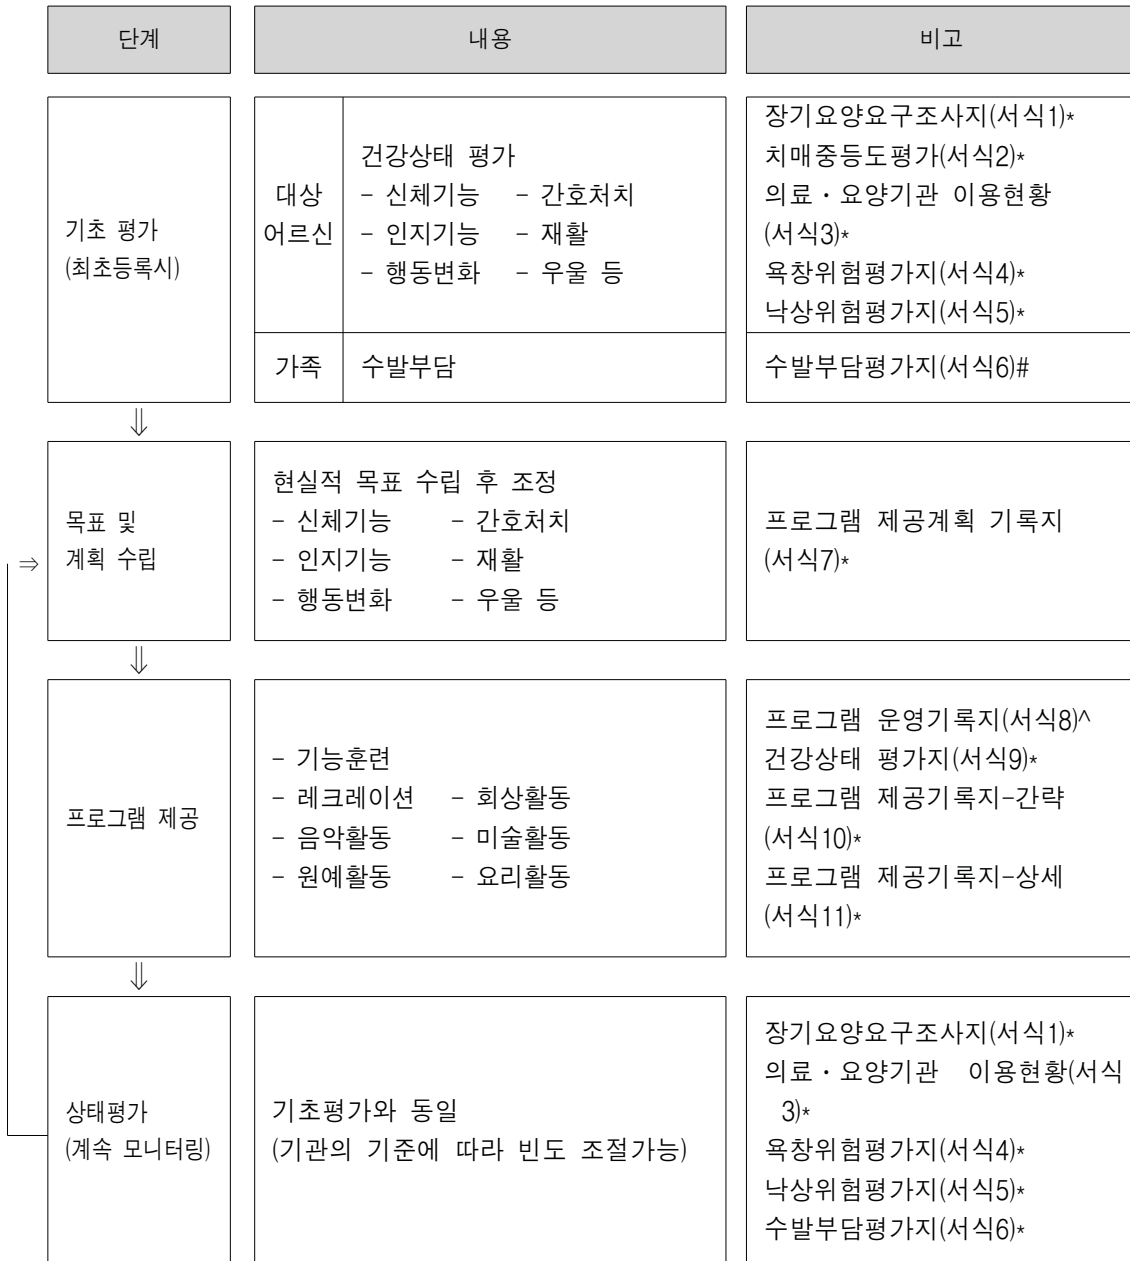 단계
내용
비고
기초 평가
(최초등록시)
대상
어르신
건강상태 평가
- 신체기능 - 간호처치
- 인지기능 - 재활
- 행동변화 - 우울 등
장기요양요구조사지(서식1)*
치매중등도평가(서식2)*
의료·요양기관 이용현황
(서식3)*
욕창위험평가지(서식4)*
낙상위험평가지(서식5)*
가족
수발부담
수발부담평가지(서식6)#
⇓
⇒
목표 및
계획 수립
현실적 목표 수립 후 조정
- 신체기능 - 간호처치
- 인지기능 - 재활
- 행동변화 - 우울 등
프로그램 제공계획 기록지
(서식7)*
⇓
프로그램 제공
- 기능훈련
- 레크레이션 - 회상활동
- 음악활동 - 미술활동
- 원예활동 - 요리활동
프로그램 운영기록지(서식8)^
건강상태 평가지(서식9)*
프로그램 제공기록지-간략
(서식10)*
프로그램 제공기록지-상세
(서식11)*
⇓
상태평가
(계속 모니터링)
기초평가와 동일
(기관의 기준에 따라 빈도 조절가능)
장기요양요구조사지(서식1)*
의료·요양기관 이용현황(서식
3)*
욕창위험평가지(서식4)*
낙상위험평가지(서식5)*
수발부담평가지(서식6)*